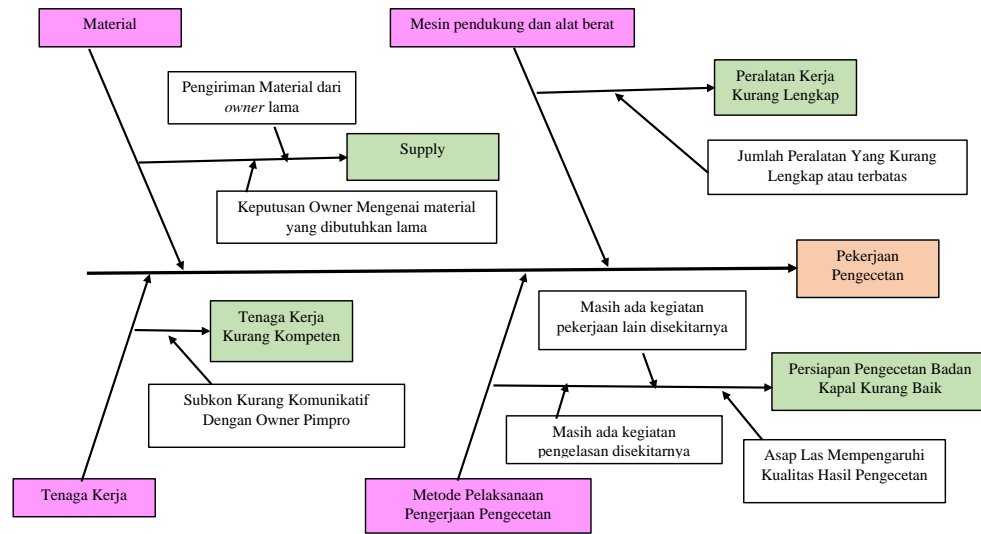 Material
Mesin pendukung dan alat berat
Pengiriman Material dari
owner lama
Peralatan Kerja
Kurang Lengkap
Supply
Jumlah Peralatan Yang Kurang
Lengkap atau terbatas
Keputusan Owner Mengenai material
yang dibutuhkan lama
Pekerjaan
Pengecetan
Tenaga Kerja
Kurang Kompeten
Masih ada kegiatan
pekerjaan lain disekitarnya
Persiapan Pengecetan Badan
Kapal Kurang Baik
Subkon Kurang Komunikatif
Dengan Owner Pimpro
Masih ada kegiatan
pengelasan disekitarnya
Asap Las Mempengaruhi
Kualitas Hasil Pengecetan
Tenaga Kerja
Metode Pelaksanaan
Pengerjaan Pengecetan